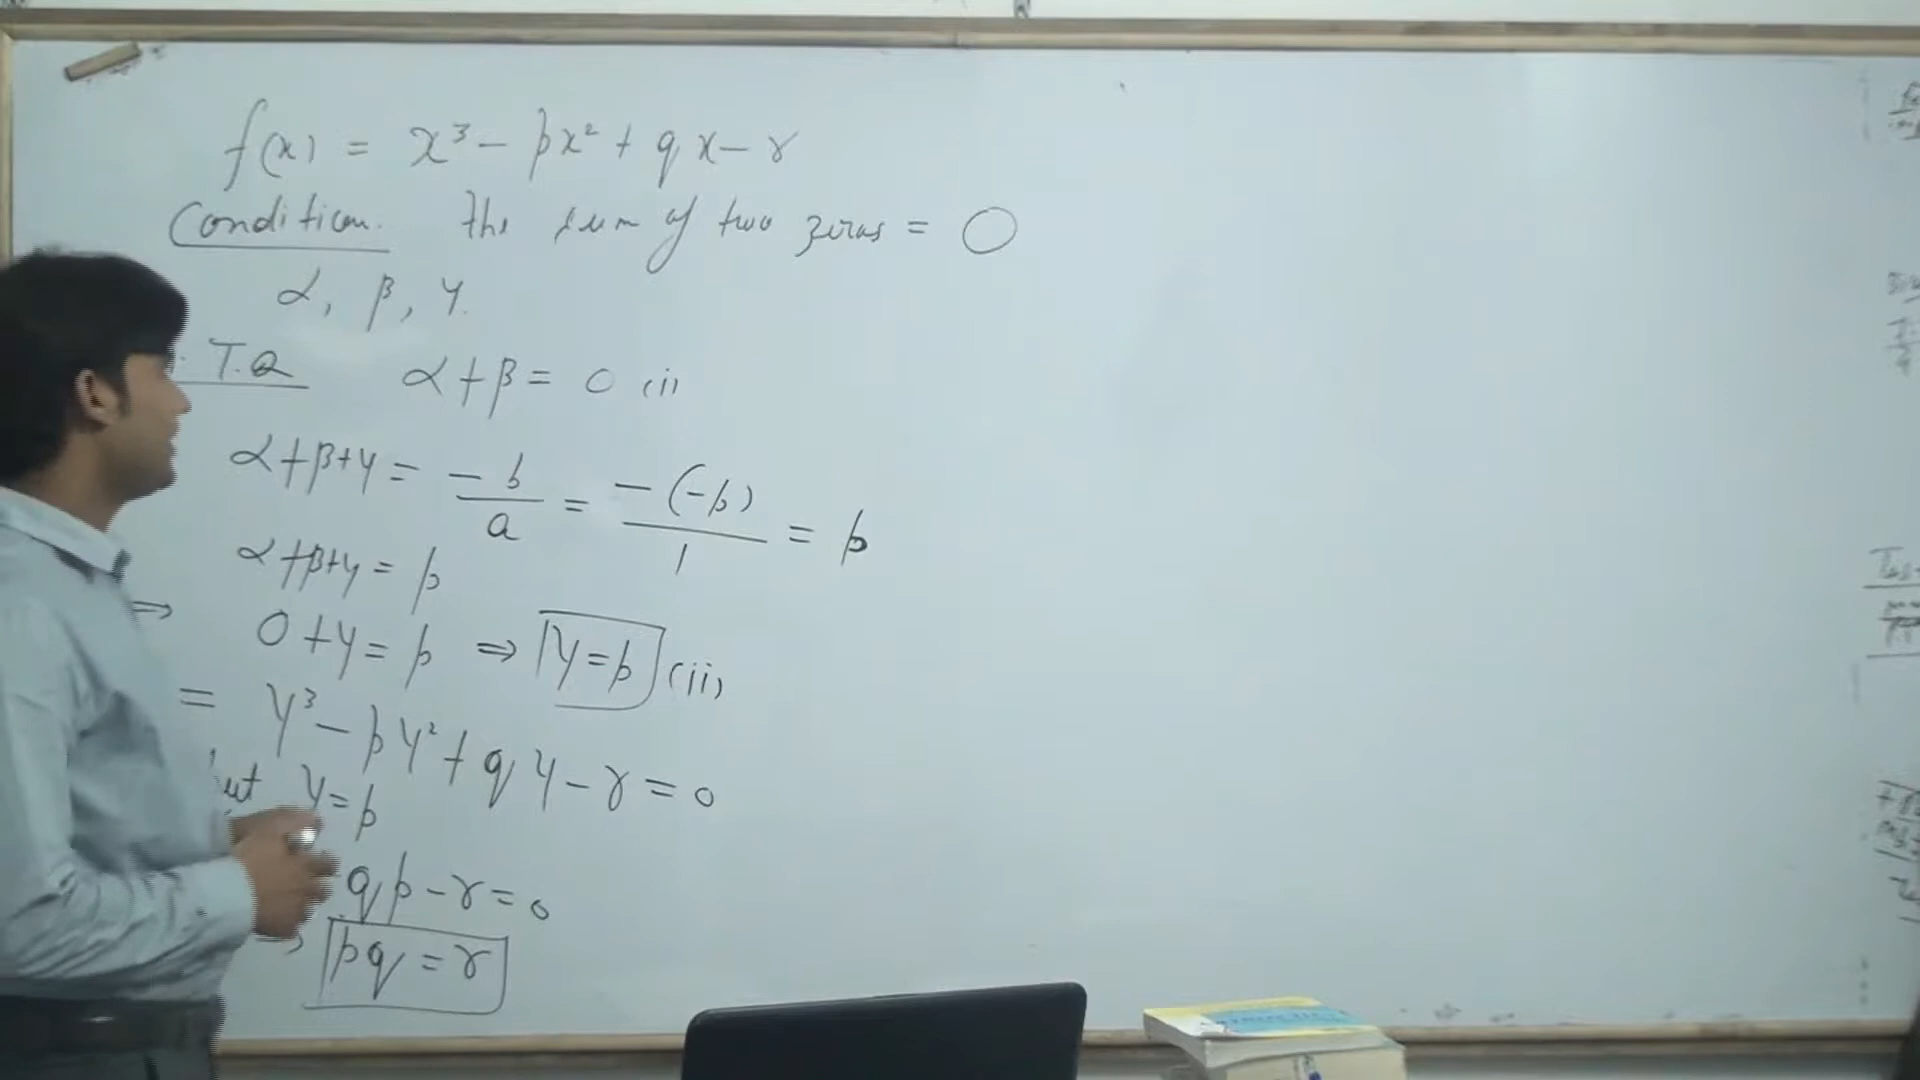 f(x) = x³ - px² + qx - r
Condition. The sum of two zeros = 0
α, β, γ.
T.Q α + β = 0 (i)
α + β + γ = -b/a = -(-p)/1 = p
α + β + γ = p
⇒ 0 + γ = p ⇒ γ = p (ii)
= γ³ - pγ² + qγ - r = 0
put γ = p
qp - r = 0
pq = r